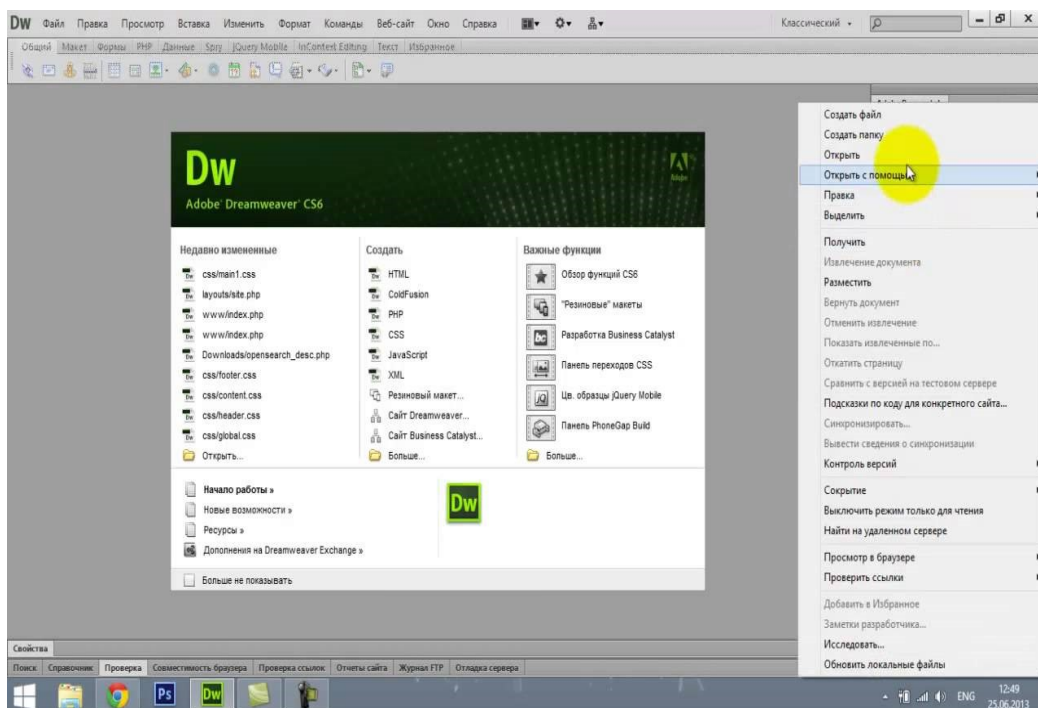 DW Файл Правка Просмотр Вставка Изменить Формат Команды Веб-сайт Окно Справка Классический
Общий Макет Формы PHP Данные Spry jQuery Mobile InContext Editing Текст Избранное
Dw
Adobe
Adobe® Dreamweaver® CS6
Недавно измененные
css/main1.css
layouts/site.php
www/index.php
www/index.php
Downloads/opensearch_desc.php
css/footer.css
css/content.css
css/header.css
css/global.css
Открыть...
Создать
HTML
ColdFusion
PHP
CSS
JavaScript
XML
Резиновый макет...
Сайт Dreamweaver...
Сайт Business Catalyst...
Больше...
Важные функции
Обзор функций CS6
"Резиновые" макеты
Разработка Business Catalyst
Панель переходов CSS
Цв. образцы jQuery Mobile
Панель PhoneGap Build
Больше...
Начало работы »
Новые возможности »
Ресурсы »
Дополнения на Dreamweaver Exchange »
Dw
Больше не показывать
Создать файл
Создать папку
Открыть
Открыть с помощью
Правка
Выделить
Получить
Извлечение документа
Разместить
Вернуть документ
Отменить извлечение
Показать извлеченные по...
Откатить страницу
Сравнить с версией на тестовом сервере
Подсказки по коду для конкретного сайта...
Синхронизировать...
Вывести сведения о синхронизации
Контроль версий
Сокрытие
Выключить режим только для чтения
Найти на удаленном сервере
Просмотр в браузере
Проверить ссылки
Добавить в Избранное
Заметки разработчика...
Исследовать...
Обновить локальные файлы
Свойства
Поиск Справочник Проверка Совместимость браузера Проверка ссылок Отчеты сайта Журнал FTP Отладка сервера
Ps Dw ENG 12:49
25.06.2013